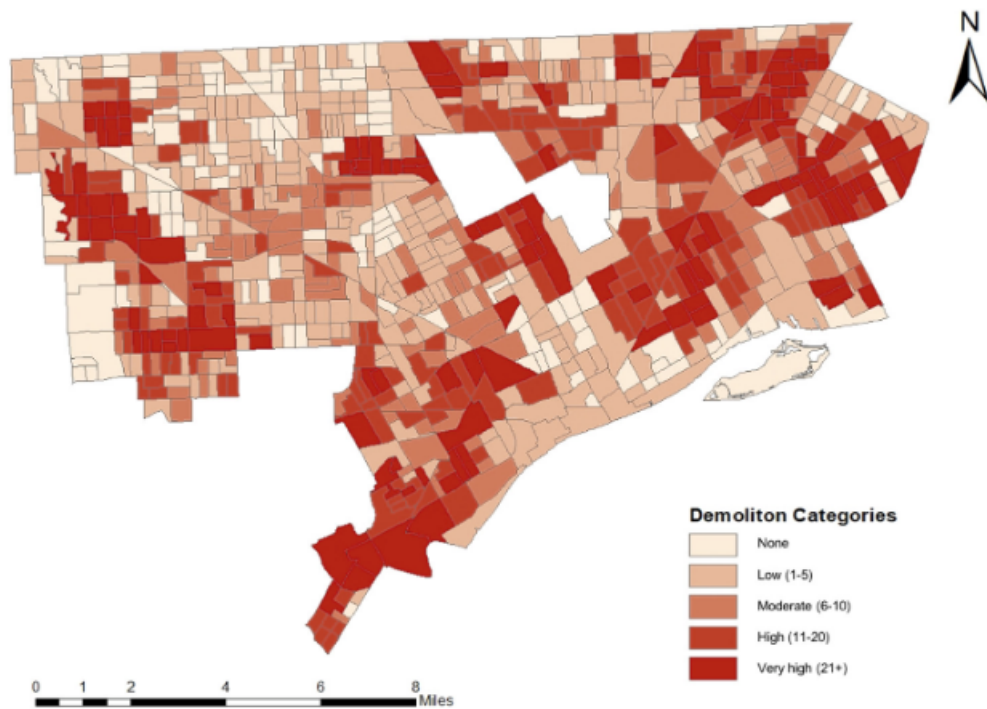 N
Demoliton Categories
None
Low (1-5)
Moderate (6-10)
High (11-20)
Very high (21+)
0 1 2 4 6 8
Miles